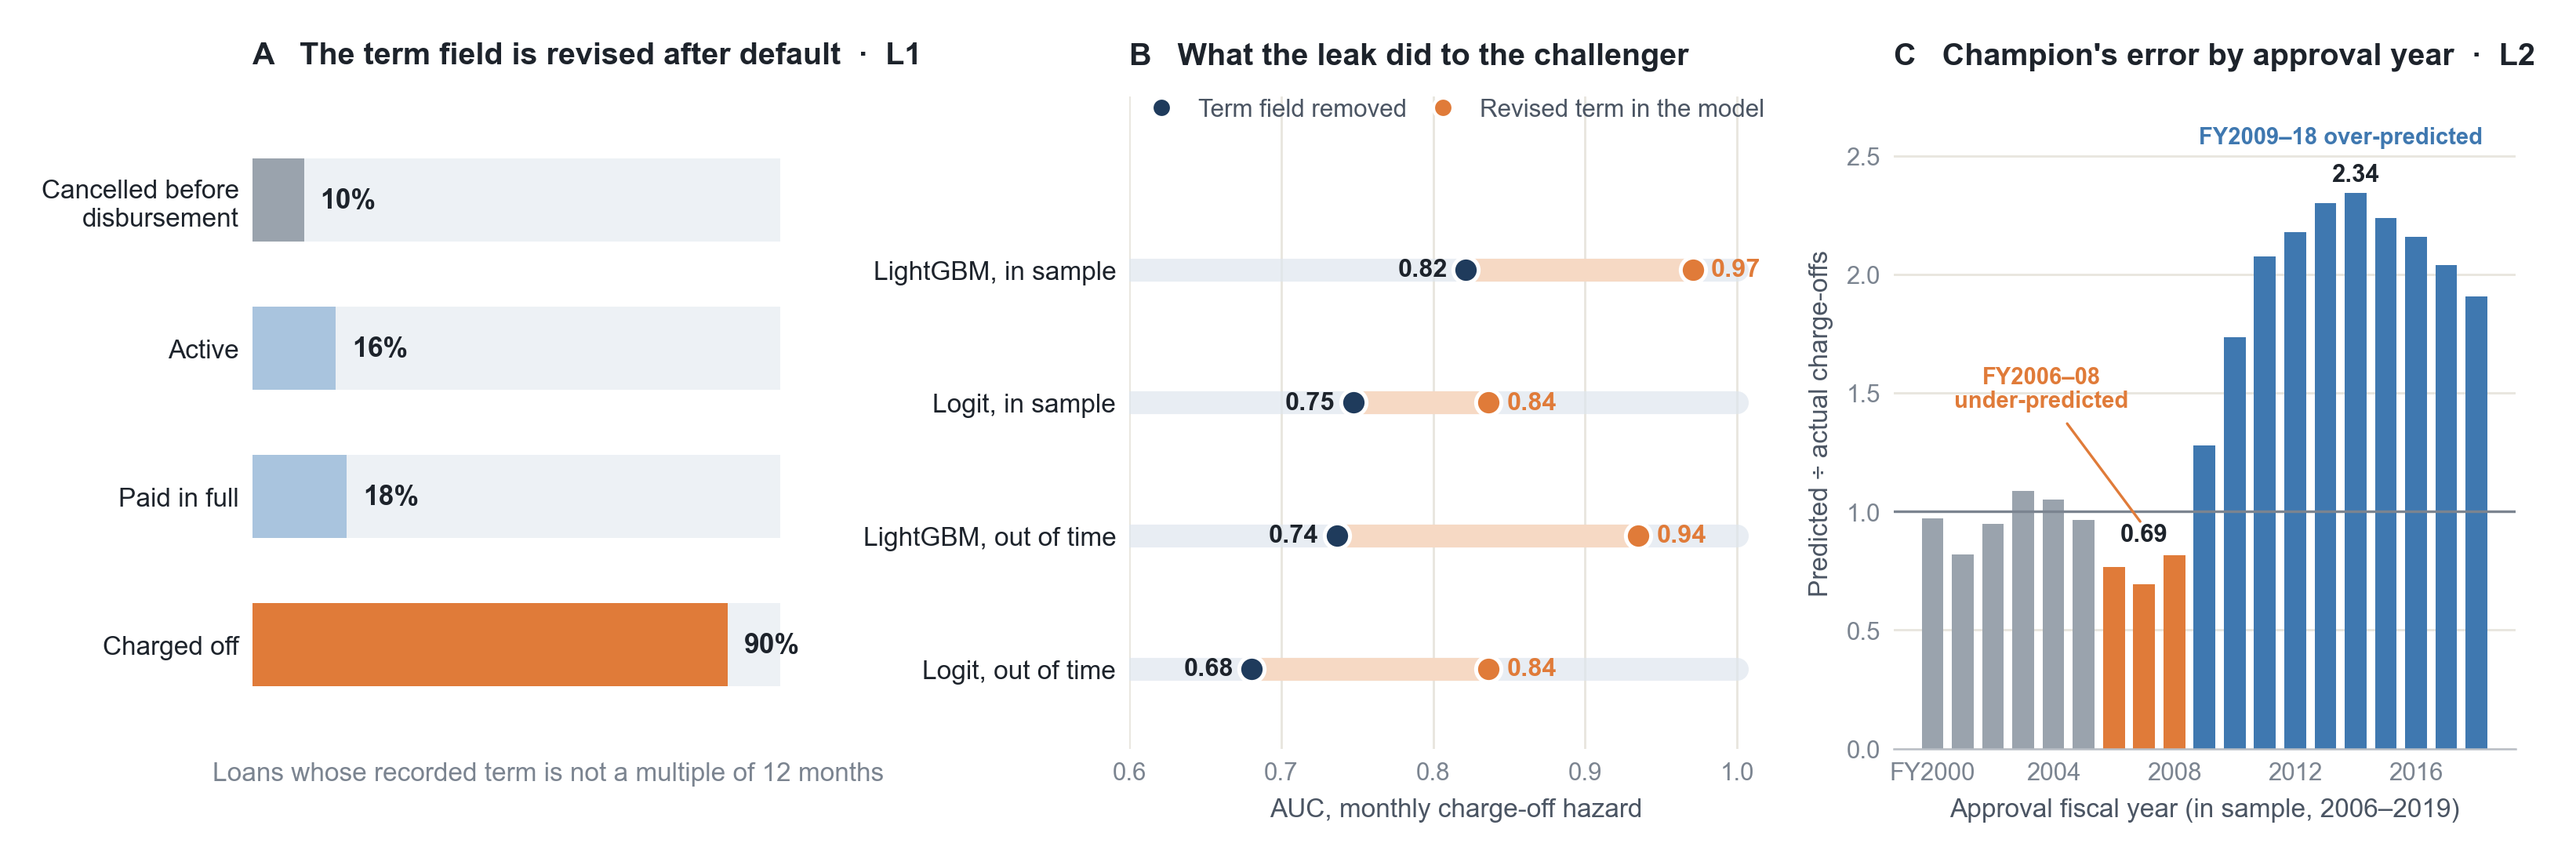 A The term field is revised after default · L1
Cancelled before
disbursement
10%
Active
16%
Paid in full
18%
Charged off
90%
Loans whose recorded term is not a multiple of 12 months
B What the leak did to the challenger
Term field removed
Revised term in the model
LightGBM, in sample
0.82
0.97
Logit, in sample
0.75
0.84
LightGBM, out of time
0.74
0.94
Logit, out of time
0.68
0.84
0.6 0.7 0.8 0.9 1.0
AUC, monthly charge-off hazard
C Champion's error by approval year · L2
FY2009–18 over-predicted
2.34
FY2006–08
under-predicted
0.69
Predicted ÷ actual charge-offs
2.5
2.0
1.5
1.0
0.5
0.0
FY2000 2004 2008 2012 2016
Approval fiscal year (in sample, 2006–2019)